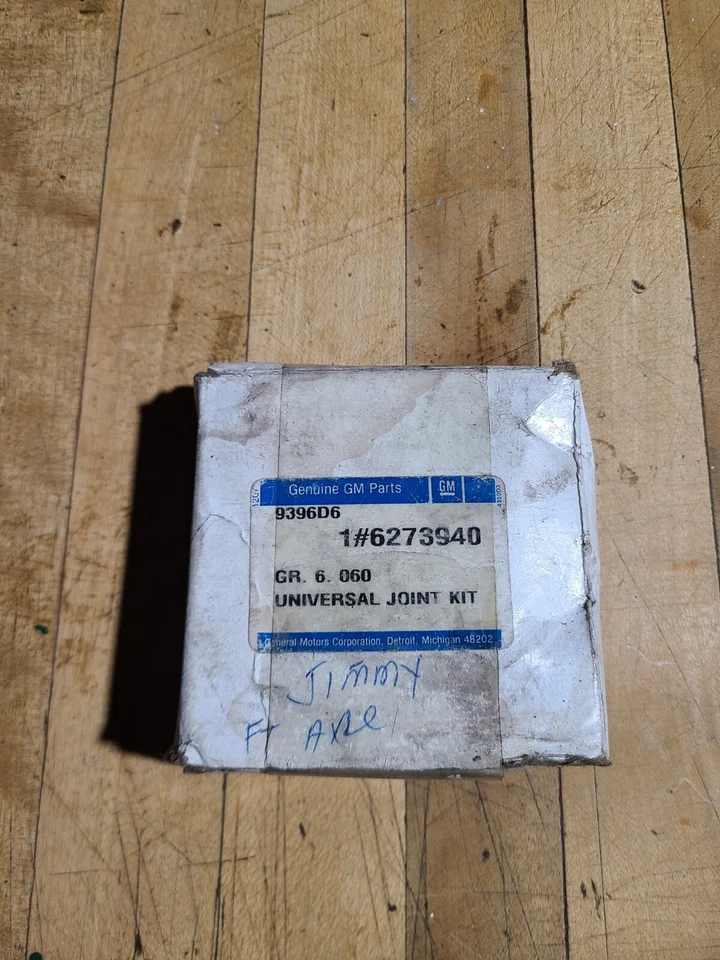 Genuine GM Parts GM
9396D6
1#6273940
GR. 6. 060
UNIVERSAL JOINT KIT
General Motors Corporation, Detroit, Michigan 48202
JIMMY
Ft AXle